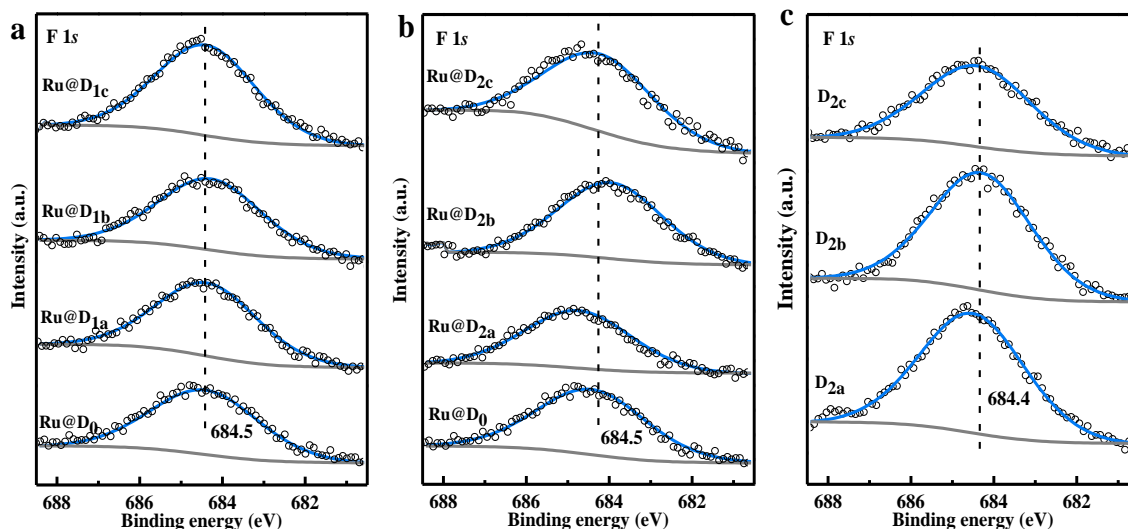 a
F 1s
Ru@D1c
Ru@D1b
Ru@D1a
Ru@D0
684.5
688 686 684 682
Binding energy (eV)
Intensity (a.u.)
b
F 1s
Ru@D2c
Ru@D2b
Ru@D2a
Ru@D0
684.5
688 686 684 682
Binding energy (eV)
Intensity (a.u.)
c
F 1s
D2c
D2b
D2a
684.4
688 686 684 682
Binding energy (eV)
Intensity (a.u.)